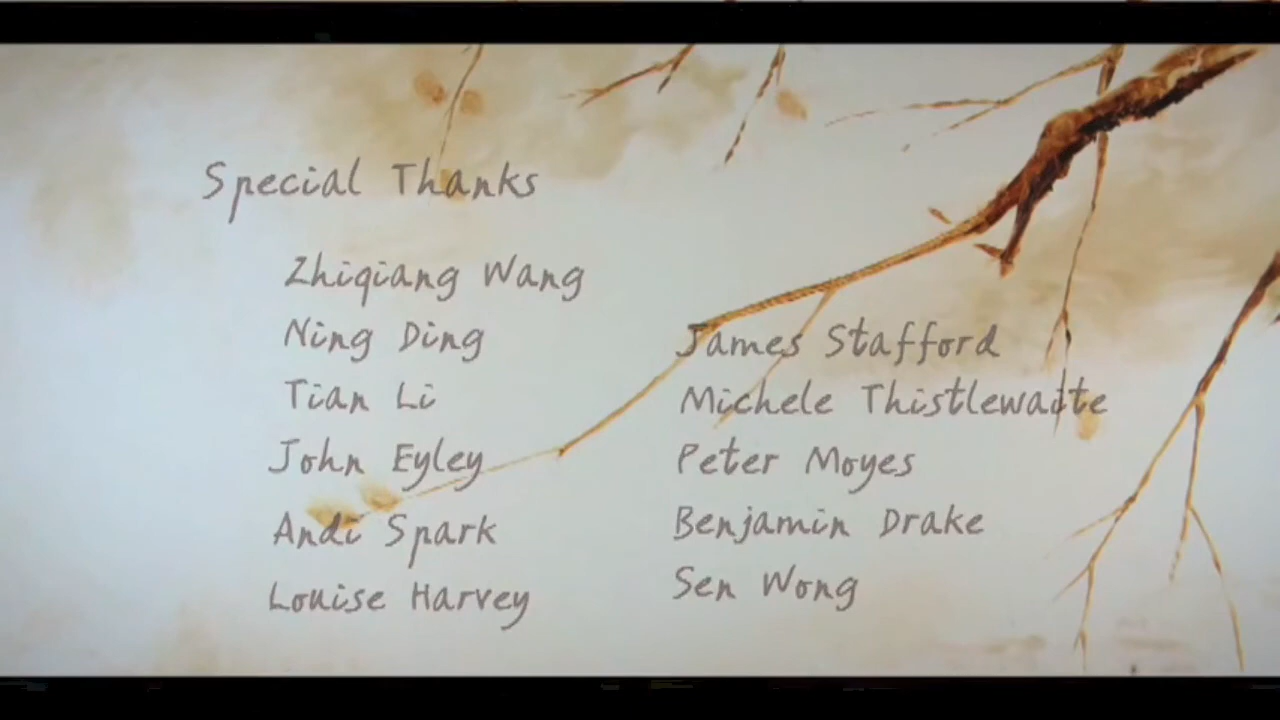 Special Thanks
Zhiqiang Wang
Ning Ding
Tian Li
John Eyley
Andi Spark
Louise Harvey
James Stafford
Michele Thistlewaite
Peter Moyes
Benjamin Drake
Sen Wong